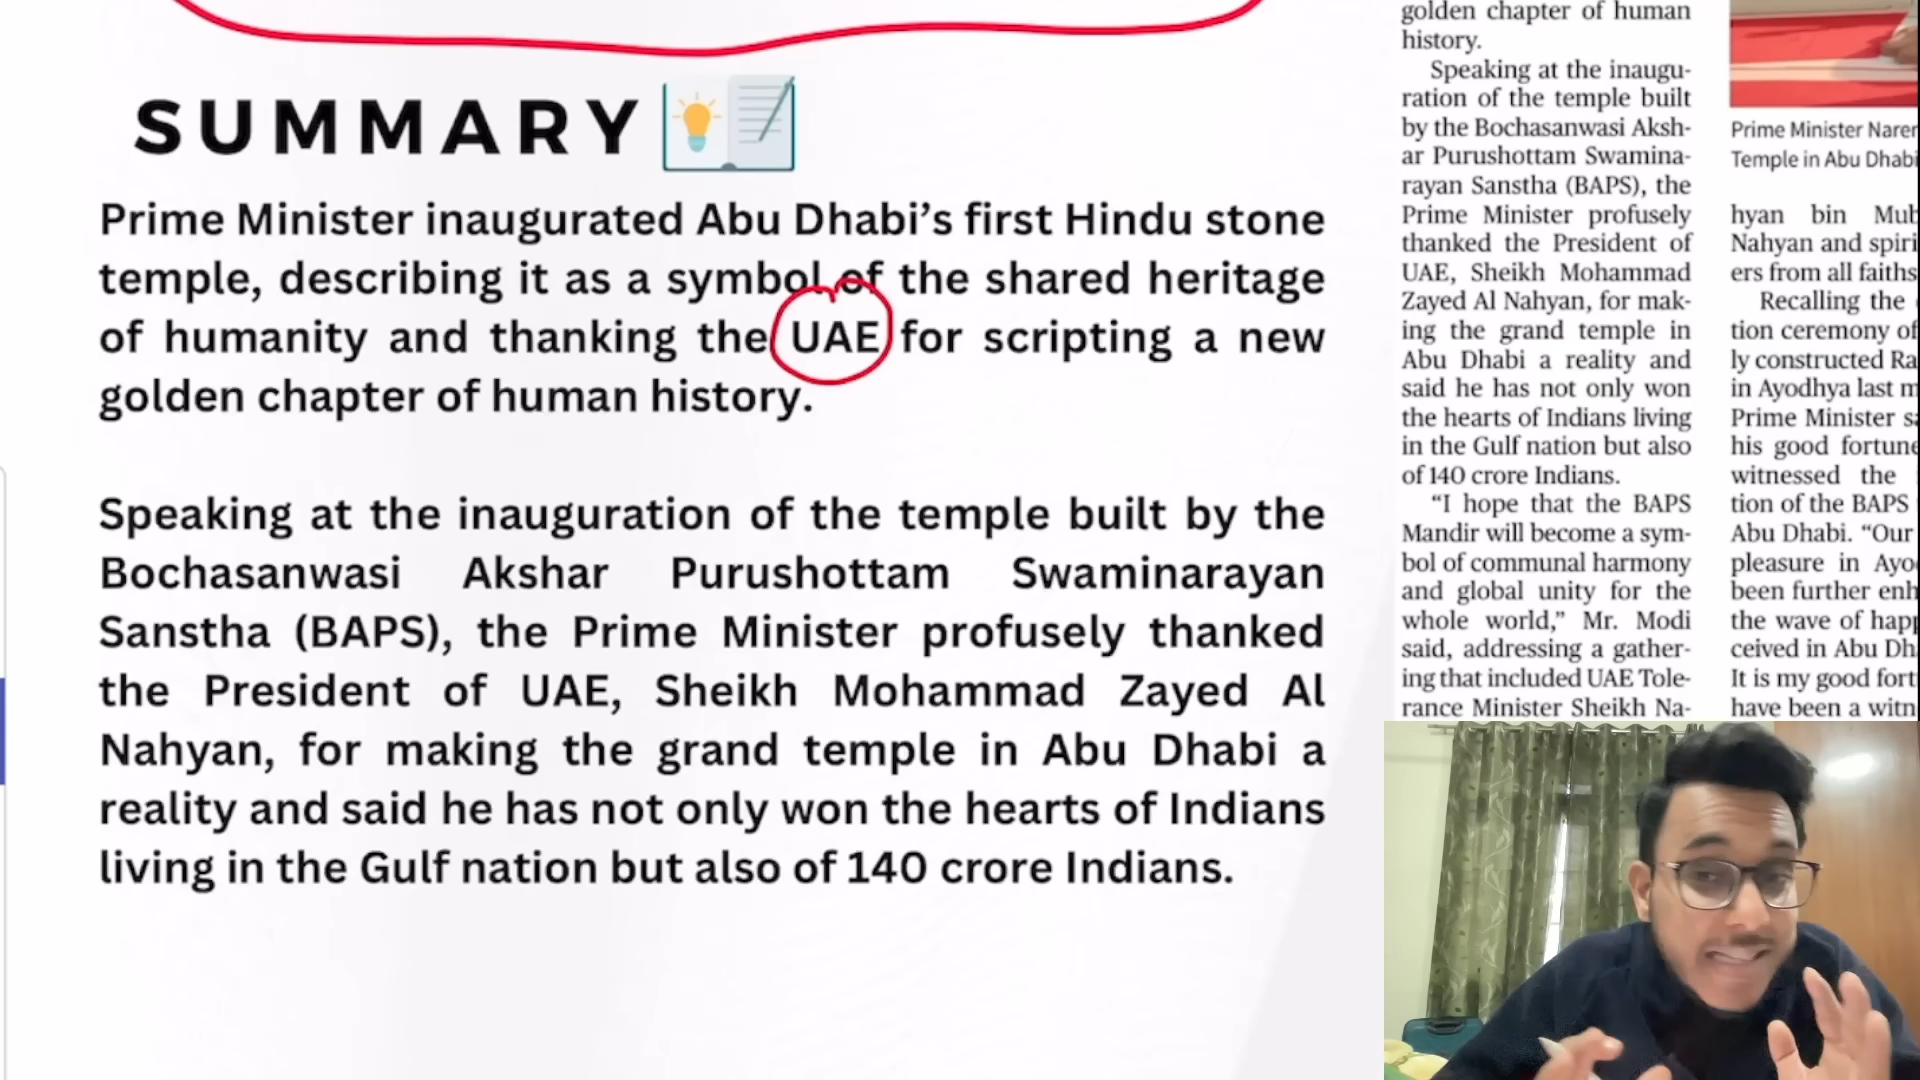 SUMMARY
Prime Minister inaugurated Abu Dhabi’s first Hindu stone
temple, describing it as a symbol of the shared heritage
of humanity and thanking the UAE for scripting a new
golden chapter of human history.
Speaking at the inauguration of the temple built by the
Bochasanwasi Akshar Purushottam Swaminarayan
Sanstha (BAPS), the Prime Minister profusely thanked
the President of UAE, Sheikh Mohammad Zayed Al
Nahyan, for making the grand temple in Abu Dhabi a
reality and said he has not only won the hearts of Indians
living in the Gulf nation but also of 140 crore Indians.
golden chapter of human
history.
Speaking at the inaugu-
ration of the temple built
by the Bochasanwasi Aksh-
ar Purushottam Swamina-
rayan Sanstha (BAPS), the
Prime Minister profusely
thanked the President of
UAE, Sheikh Mohammad
Zayed Al Nahyan, for mak-
ing the grand temple in
Abu Dhabi a reality and
said he has not only won
the hearts of Indians living
in the Gulf nation but also
of 140 crore Indians.
“I hope that the BAPS
Mandir will become a sym-
bol of communal harmony
and global unity for the
whole world,” Mr. Modi
said, addressing a gather-
ing that included UAE Tole-
rance Minister Sheikh Na-
Prime Minister
Temple in Abu Dhabi
hyan bin
Nahyan and
ers from all faiths
Recalling the
tion ceremony of
ly constructed
in Ayodhya last
Prime Minister
his good fortune
witnessed the
tion of the BAPS
Abu Dhabi. “Our
pleasure in
been further
the wave of
ceived in Abu
It is my good
have been a